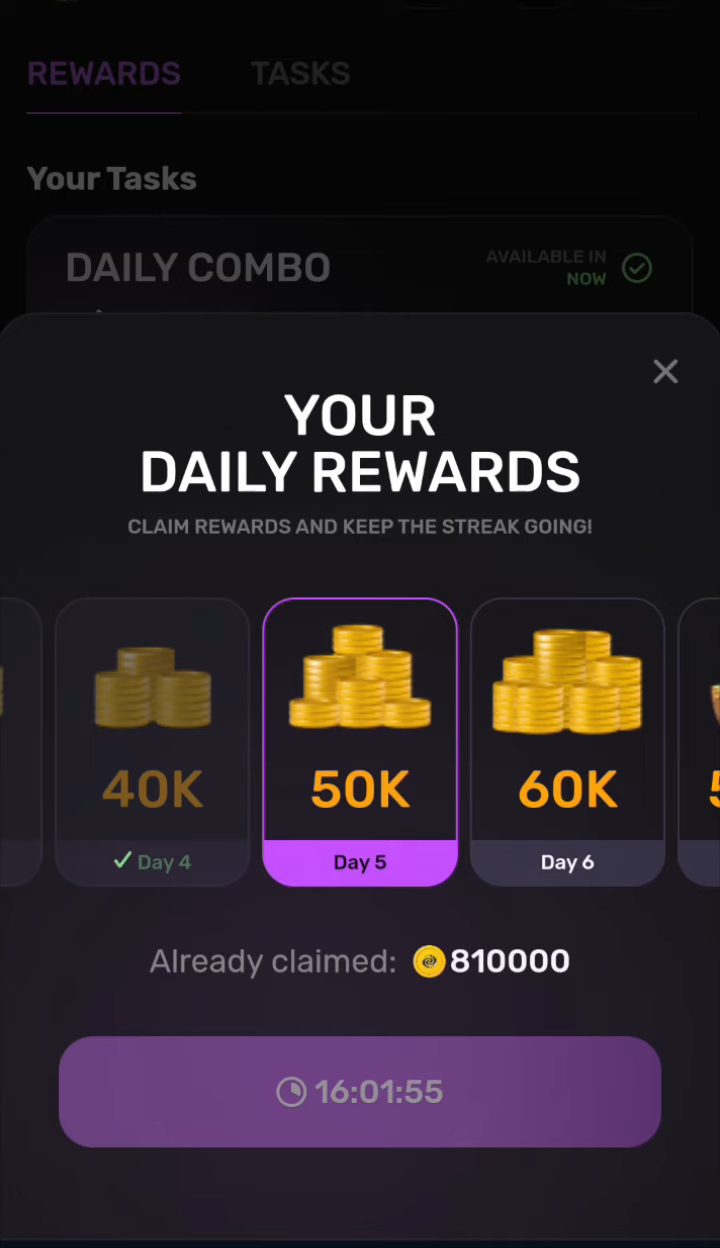 REWARDS
TASKS
Your Tasks
DAILY COMBO
AVAILABLE IN
NOW
YOUR
DAILY REWARDS
CLAIM REWARDS AND KEEP THE STREAK GOING!
40K
50K
60K
Day 4
Day 5
Day 6
Already claimed: 810000
16:01:55